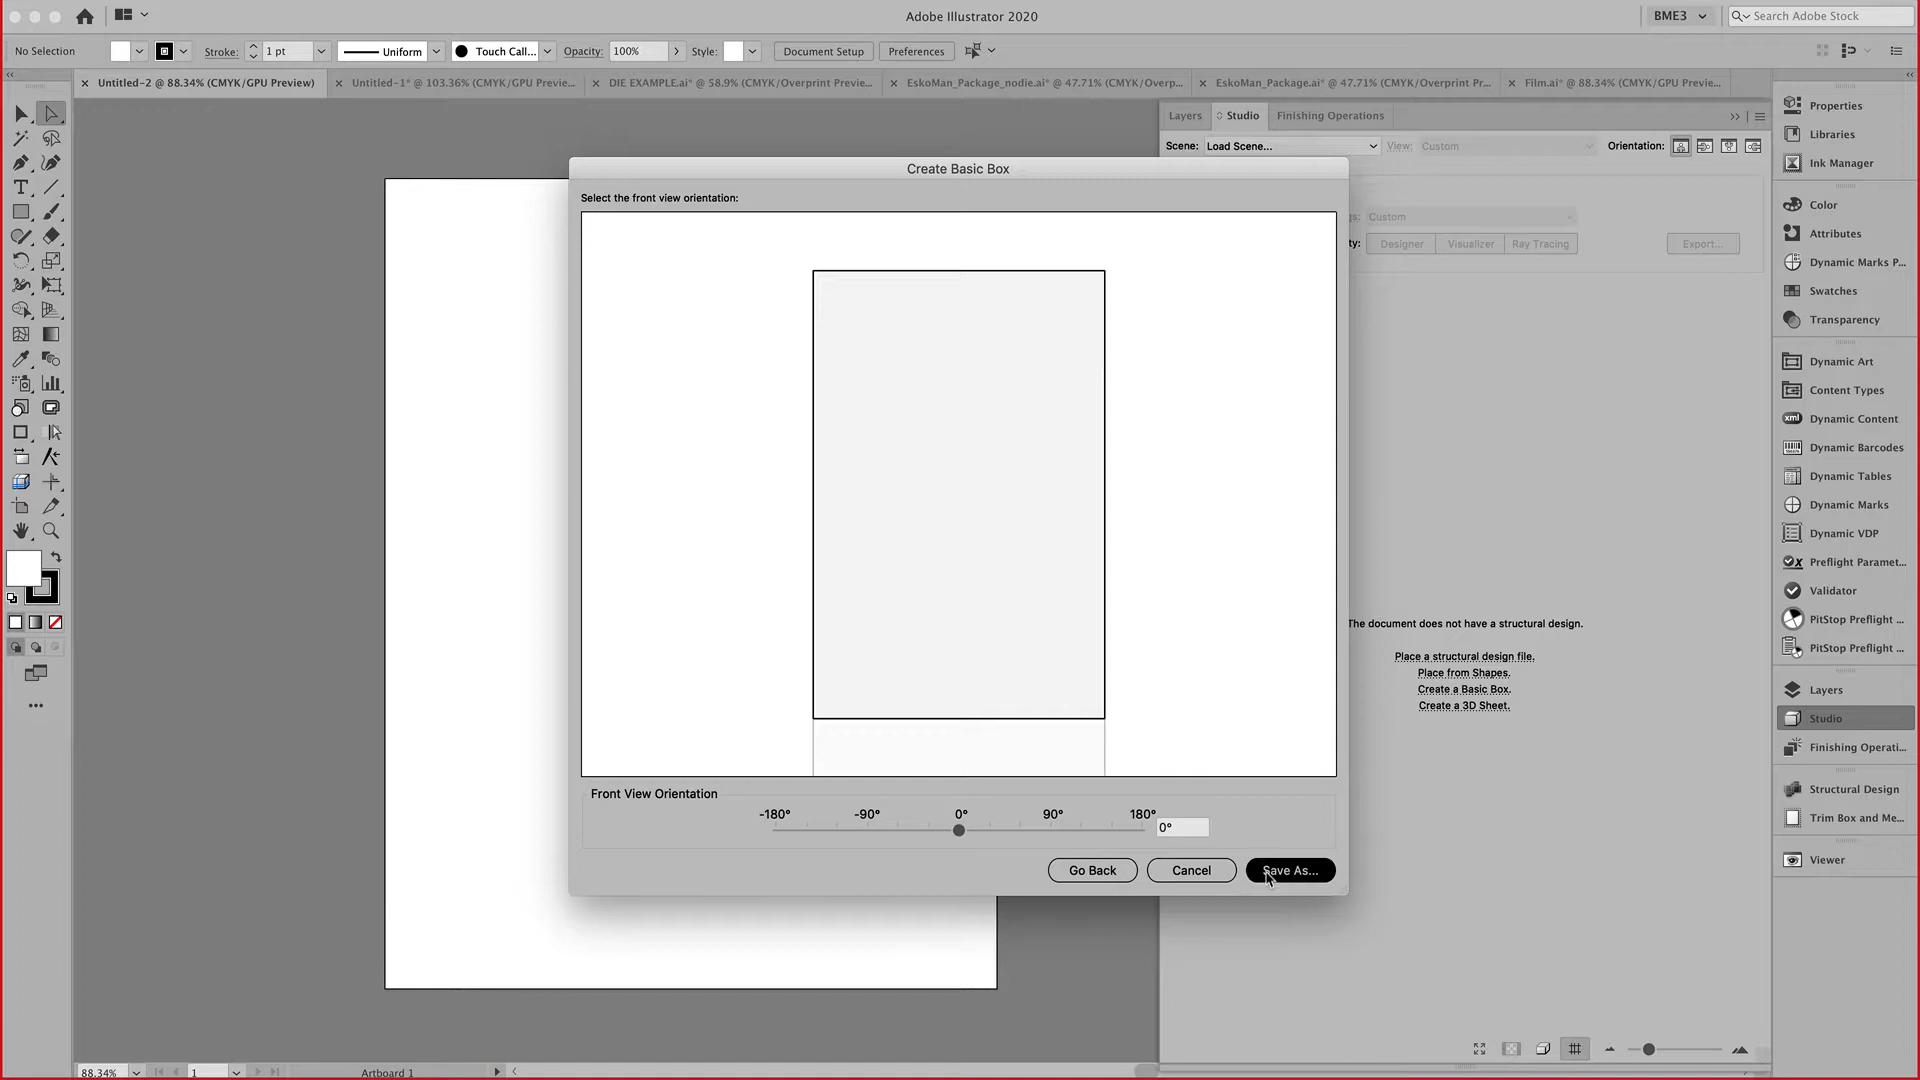 Adobe Illustrator 2020
BME3
Search Adobe Stock
No Selection
Stroke:
1 pt
Uniform
Touch Call...
Opacity:
100%
Style:
Document Setup
Preferences
Untitled-2 @ 88.34% (CMYK/GPU Preview)
Untitled-1* @ 103.36% (CMYK/GPU Previe...
DIE EXAMPLE.ai* @ 58.9% (CMYK/Overprint Previe...
EskoMan_Package_nodie.ai* @ 47.71% (CMYK/Overp...
EskoMan_Package.ai* @ 47.71% (CMYK/Overprint Pr...
Film.ai* @ 88.34% (CMYK/GPU Previe...
Layers
Studio
Finishing Operations
Scene:
Load Scene...
View:
Custom
Orientation:
Custom
Designer
Visualizer
Ray Tracing
Export...
Create Basic Box
Select the front view orientation:
Front View Orientation
-180°
-90°
0°
90°
180°
0°
Go Back
Cancel
Save As...
The document does not have a structural design.
Place a structural design file.
Place from Shapes.
Create a Basic Box.
Create a 3D Sheet.
Properties
Libraries
Ink Manager
Color
Attributes
Dynamic Marks P...
Swatches
Transparency
Dynamic Art
Content Types
xml
Dynamic Content
Dynamic Barcodes
Dynamic Tables
Dynamic Marks
Dynamic VDP
Preflight Paramet...
Validator
PitStop Preflight ...
PitStop Preflight ...
Layers
Studio
Finishing Operati...
Structural Design
Trim Box and Me...
Viewer
88.34%
1
Artboard 1